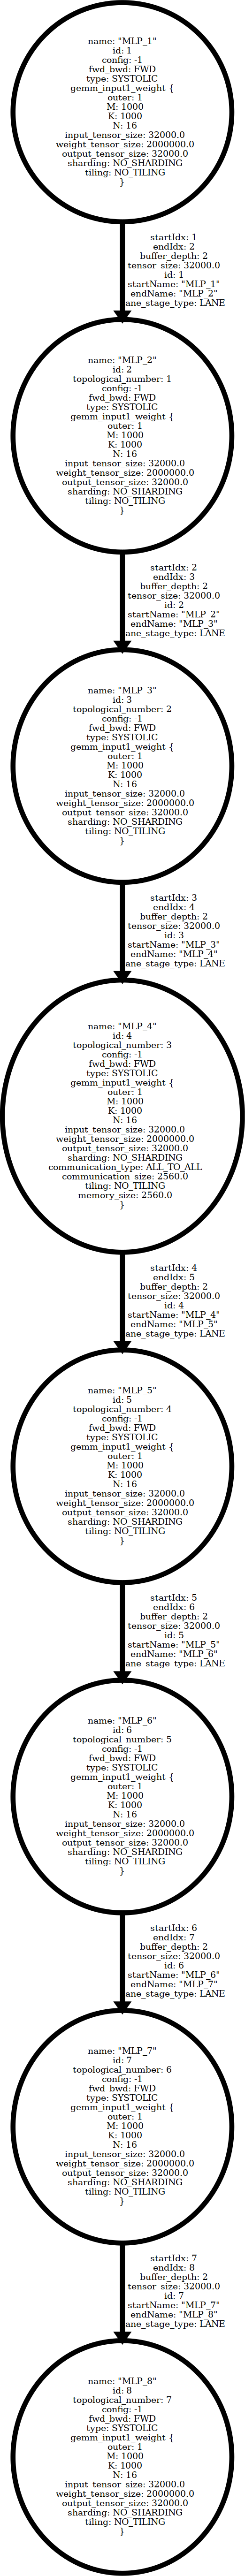 name: "MLP_1"
id: 1
config: -1
fwd_bwd: FWD
type: SYSTOLIC
gemm_input1_weight {
outer: 1
M: 1000
K: 1000
N: 16
input_tensor_size: 32000.0
weight_tensor_size: 2000000.0
output_tensor_size: 32000.0
sharding: NO_SHARDING
tiling: NO_TILING
}
startIdx: 1
endIdx: 2
buffer_depth: 2
tensor_size: 32000.0
id: 1
startName: "MLP_1"
endName: "MLP_2"
lane_stage_type: LANE
name: "MLP_2"
id: 2
topological_number: 1
config: -1
fwd_bwd: FWD
type: SYSTOLIC
gemm_input1_weight {
outer: 1
M: 1000
K: 1000
N: 16
input_tensor_size: 32000.0
weight_tensor_size: 2000000.0
output_tensor_size: 32000.0
sharding: NO_SHARDING
tiling: NO_TILING
}
startIdx: 2
endIdx: 3
buffer_depth: 2
tensor_size: 32000.0
id: 2
startName: "MLP_2"
endName: "MLP_3"
lane_stage_type: LANE
name: "MLP_3"
id: 3
topological_number: 2
config: -1
fwd_bwd: FWD
type: SYSTOLIC
gemm_input1_weight {
outer: 1
M: 1000
K: 1000
N: 16
input_tensor_size: 32000.0
weight_tensor_size: 2000000.0
output_tensor_size: 32000.0
sharding: NO_SHARDING
tiling: NO_TILING
}
startIdx: 3
endIdx: 4
buffer_depth: 2
tensor_size: 32000.0
id: 3
startName: "MLP_3"
endName: "MLP_4"
lane_stage_type: LANE
name: "MLP_4"
id: 4
topological_number: 3
config: -1
fwd_bwd: FWD
type: SYSTOLIC
gemm_input1_weight {
outer: 1
M: 1000
K: 1000
N: 16
input_tensor_size: 32000.0
weight_tensor_size: 2000000.0
output_tensor_size: 32000.0
sharding: NO_SHARDING
communication_type: ALL_TO_ALL
communication_size: 2560.0
tiling: NO_TILING
memory_size: 2560.0
}
startIdx: 4
endIdx: 5
buffer_depth: 2
tensor_size: 32000.0
id: 4
startName: "MLP_4"
endName: "MLP_5"
lane_stage_type: LANE
name: "MLP_5"
id: 5
topological_number: 4
config: -1
fwd_bwd: FWD
type: SYSTOLIC
gemm_input1_weight {
outer: 1
M: 1000
K: 1000
N: 16
input_tensor_size: 32000.0
weight_tensor_size: 2000000.0
output_tensor_size: 32000.0
sharding: NO_SHARDING
tiling: NO_TILING
}
startIdx: 5
endIdx: 6
buffer_depth: 2
tensor_size: 32000.0
id: 5
startName: "MLP_5"
endName: "MLP_6"
lane_stage_type: LANE
name: "MLP_6"
id: 6
topological_number: 5
config: -1
fwd_bwd: FWD
type: SYSTOLIC
gemm_input1_weight {
outer: 1
M: 1000
K: 1000
N: 16
input_tensor_size: 32000.0
weight_tensor_size: 2000000.0
output_tensor_size: 32000.0
sharding: NO_SHARDING
tiling: NO_TILING
}
startIdx: 6
endIdx: 7
buffer_depth: 2
tensor_size: 32000.0
id: 6
startName: "MLP_6"
endName: "MLP_7"
lane_stage_type: LANE
name: "MLP_7"
id: 7
topological_number: 6
config: -1
fwd_bwd: FWD
type: SYSTOLIC
gemm_input1_weight {
outer: 1
M: 1000
K: 1000
N: 16
input_tensor_size: 32000.0
weight_tensor_size: 2000000.0
output_tensor_size: 32000.0
sharding: NO_SHARDING
tiling: NO_TILING
}
startIdx: 7
endIdx: 8
buffer_depth: 2
tensor_size: 32000.0
id: 7
startName: "MLP_7"
endName: "MLP_8"
lane_stage_type: LANE
name: "MLP_8"
id: 8
topological_number: 7
config: -1
fwd_bwd: FWD
type: SYSTOLIC
gemm_input1_weight {
outer: 1
M: 1000
K: 1000
N: 16
input_tensor_size: 32000.0
weight_tensor_size: 2000000.0
output_tensor_size: 32000.0
sharding: NO_SHARDING
tiling: NO_TILING
}